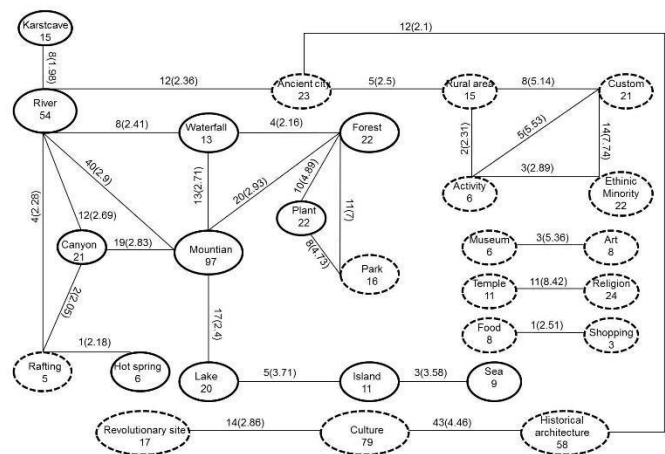 12(2.1)
Karstcave
15
8(1.98)
12(2.36)
Ancient city
23
5(2.5)
Rural area
15
8(5.14)
Custom
21
River
54
8(2.41)
Waterfall
13
4(2.16)
Forest
22
2(2.31)
5(5.53)
14(7.74)
40(2.9)
13(2.71)
20(2.93)
10(4.89)
11(7)
Activity
6
3(2.89)
Ethinic
Minority
22
4(2.28)
12(2.69)
Plant
22
Canyon
21
19(2.83)
Mountian
97
8(4.73)
Park
16
Museum
6
3(5.36)
Art
8
Temple
11
11(8.42)
Religion
24
2(2.05)
17(2.4)
Food
8
1(2.51)
Shopping
3
1(2.18)
Rafting
5
Hot spring
6
Lake
20
5(3.71)
Island
11
3(3.58)
Sea
9
Revolutionary site
17
14(2.86)
Culture
79
43(4.46)
Historical
architecture
58